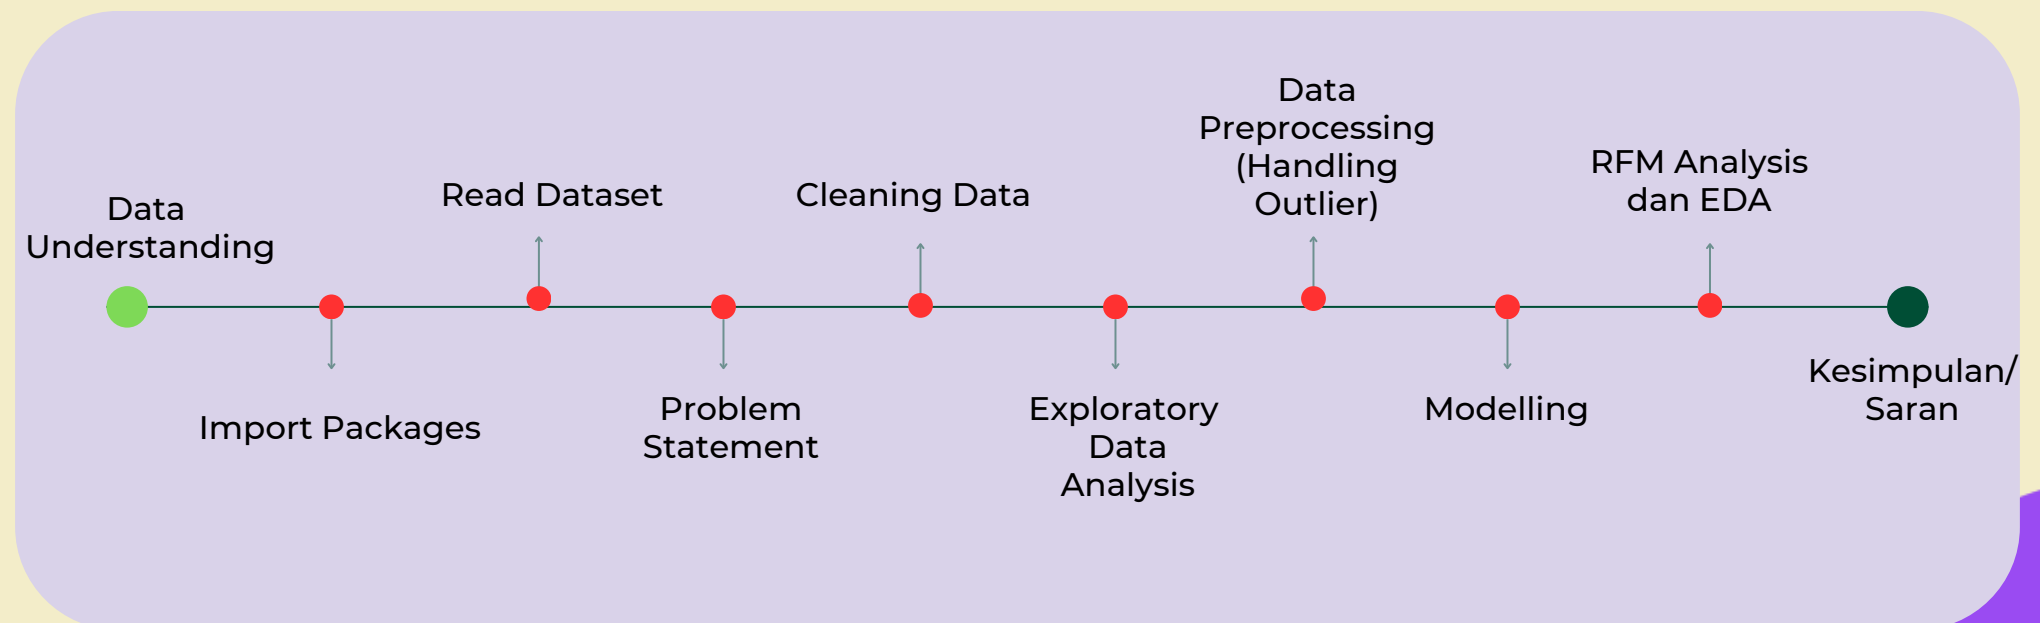 Data
Understanding
Import Packages
Read Dataset
Problem
Statement
Cleaning Data
Exploratory
Data
Analysis
Data
Preprocessing
(Handling
Outlier)
Modelling
RFM Analysis
dan EDA
Kesimpulan/
Saran